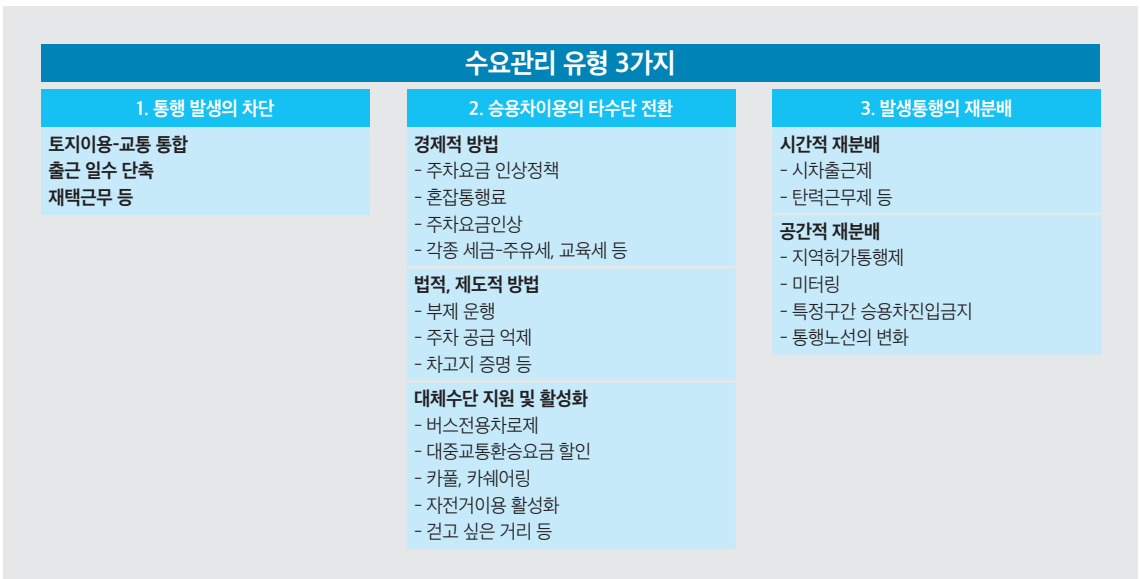 수요관리 유형 3가지
1. 통행 발생의 차단
토지이용-교통 통합
출근 일수 단축
재택근무 등
2. 승용차이용의 타수단 전환
경제적 방법
- 주차요금 인상정책
- 혼잡통행료
- 주차요금인상
- 각종 세금-주유세, 교육세 등
법적, 제도적 방법
- 부제 운행
- 주차 공급 억제
- 차고지 증명 등
대체수단 지원 및 활성화
- 버스전용차로제
- 대중교통환승요금 할인
- 카풀, 카쉐어링
- 자전거이용 활성화
- 걷고 싶은 거리 등
3. 발생통행의 재분배
시간적 재분배
- 시차출근제
- 탄력근무제 등
공간적 재분배
- 지역허가통행제
- 미터링
- 특정구간 승용차진입금지
- 통행노선의 변화